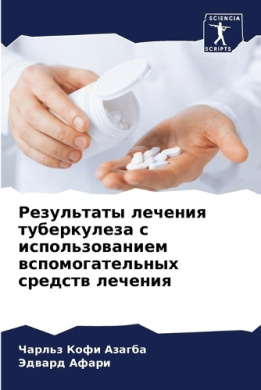 SCIENCIA
SCRIPTS
Результаты лечения
туберкулеза с
использованием
вспомогательных
средств лечения
Чарльз Кофи Азагба
Эдвард Афари